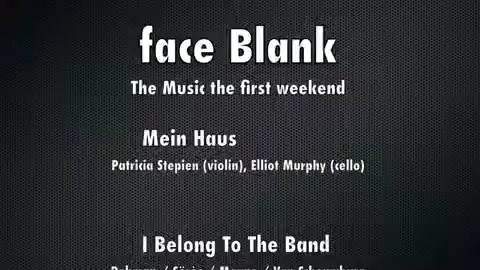 face Blank
The Music the first weekend
Mein Haus
Patricia Stepien (violin), Elliot Murphy (cello)
I Belong To The Band